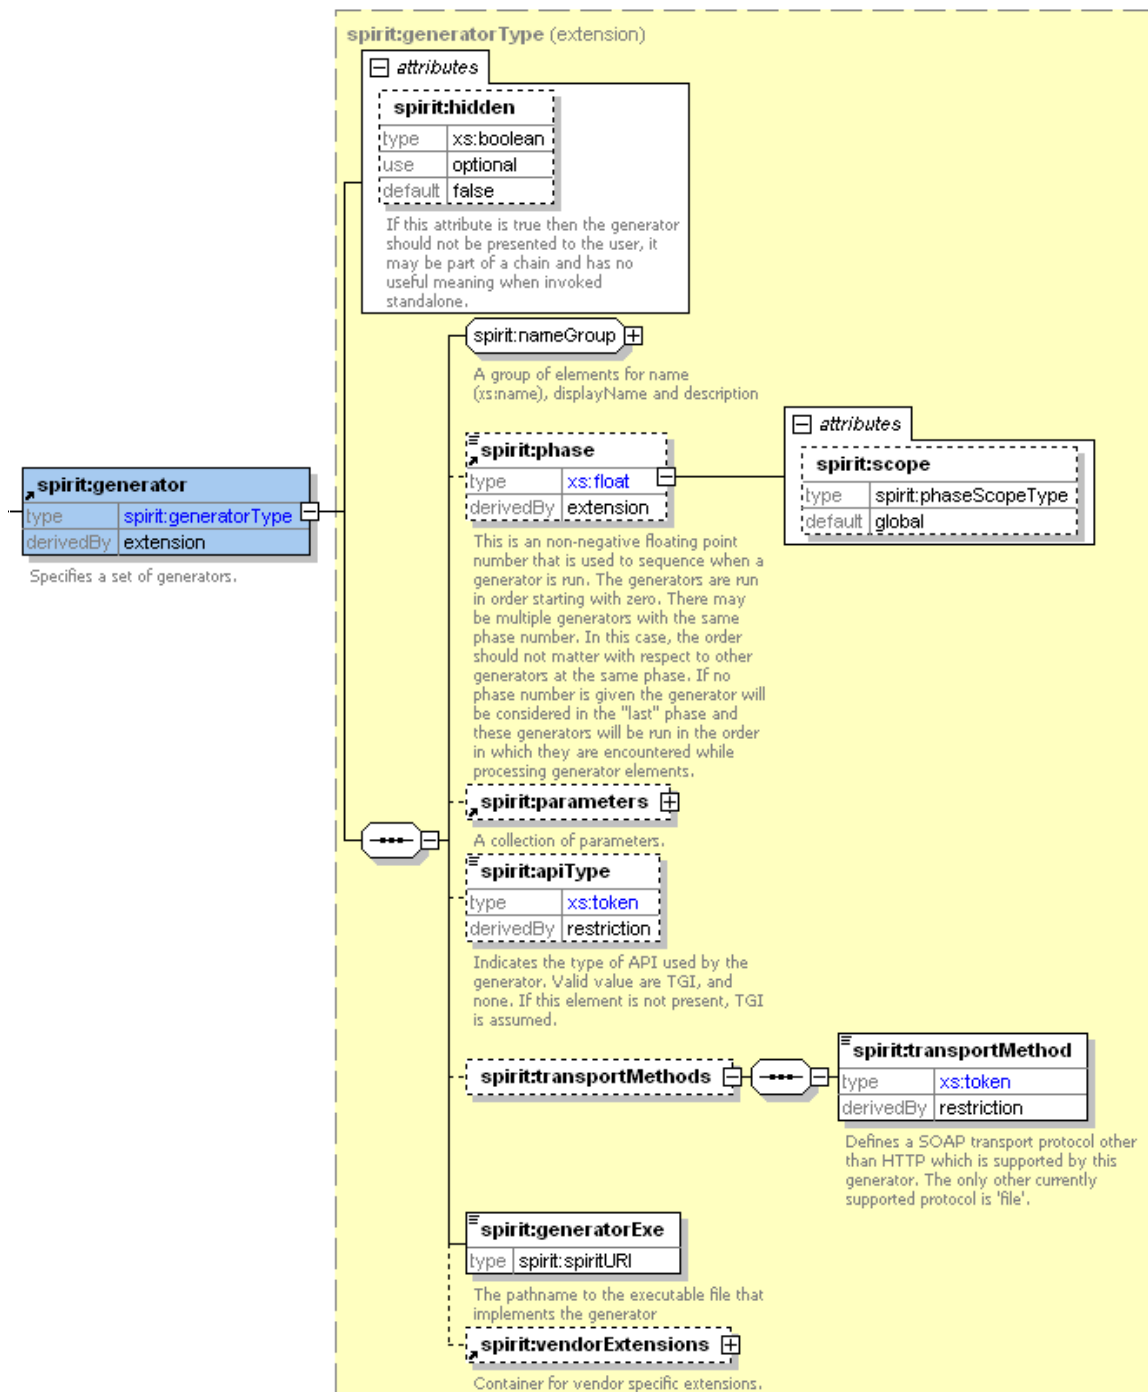 spirit:generatorType (extension)
attributes
spirit:hidden
type xs:boolean
use optional
default false
If this attribute is true then the generator
should not be presented to the user, it
may be part of a chain and has no
useful meaning when invoked
standalone.
spirit:nameGroup
A group of elements for name
(xs:name), displayName and description
spirit:phase
type xs:float
derivedBy extension
attributes
spirit:scope
type spirit:phaseScopeType
default global
This is an non-negative floating point
number that is used to sequence when a
generator is run. The generators are run
in order starting with zero. There may
be multiple generators with the same
phase number. In this case, the order
should not matter with respect to other
generators at the same phase. If no
phase number is given the generator will
be considered in the "last" phase and
these generators will be run in the order
in which they are encountered while
processing generator elements.
spirit:generator
type spirit:generatorType
derivedBy extension
Specifies a set of generators.
spirit:parameters
A collection of parameters.
spirit:apiType
type xs:token
derivedBy restriction
Indicates the type of API used by the
generator. Valid value are TGI, and
none. If this element is not present, TGI
is assumed.
spirit:transportMethods
spirit:transportMethod
type xs:token
derivedBy restriction
Defines a SOAP transport protocol other
than HTTP which is supported by this
generator. The only other currently
supported protocol is 'file'.
spirit:generatorExe
type spirit:spiritURI
The pathname to the executable file that
implements the generator
spirit:vendorExtensions
Container for vendor specific extensions.